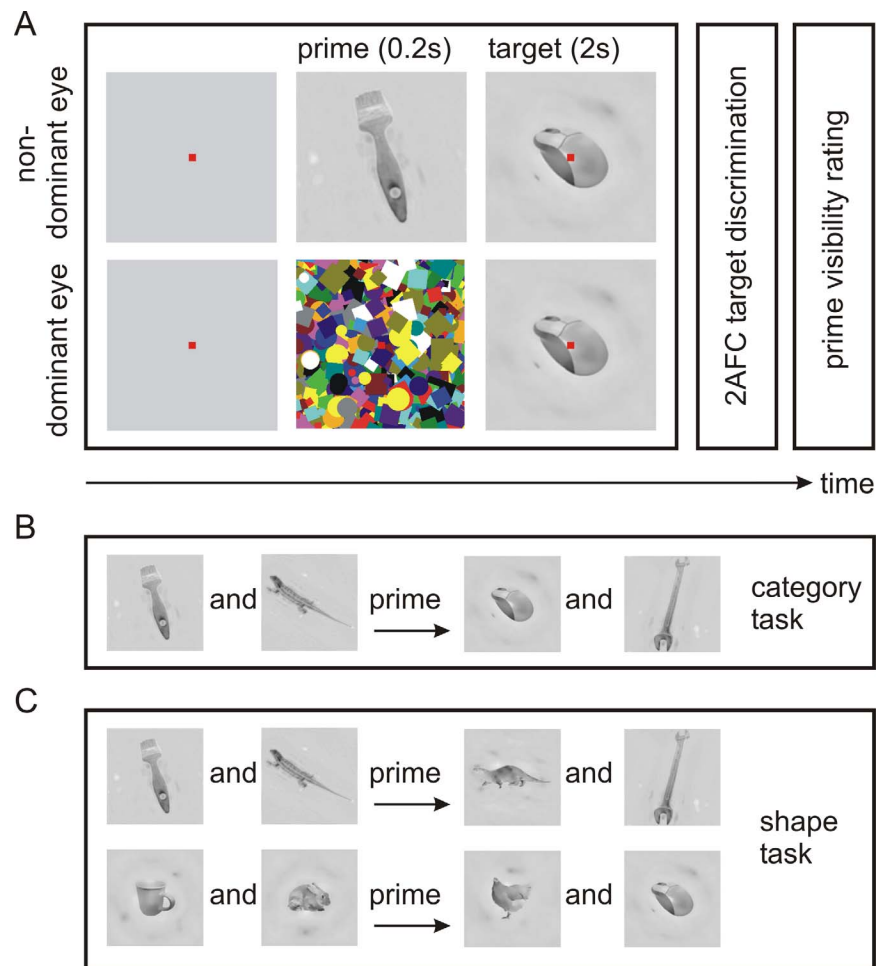 A
prime (0.2s)
target (2s)
non-
dominant eye
dominant eye
2AFC target discrimination
prime visibility rating
time
B
and
prime
and
category
task
C
and
prime
and
and
prime
and
shape
task